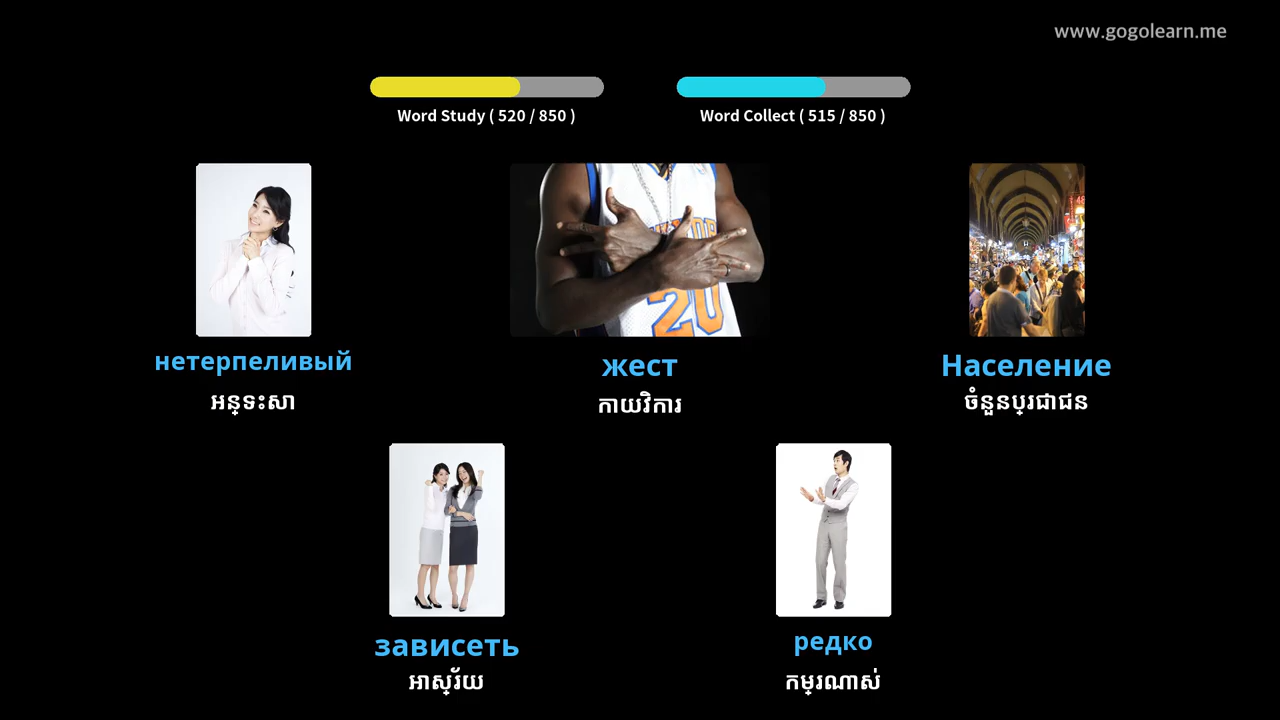 www.gogolearn.me
Word Study ( 520 / 850 )
Word Collect ( 515 / 850 )
20
нетерпеливый
អន្ទះសា
жест
កាយវិការ
Население
ចំនួនប្រជាជន
зависеть
អាស្រ័យ
редко
កម្រណាស់